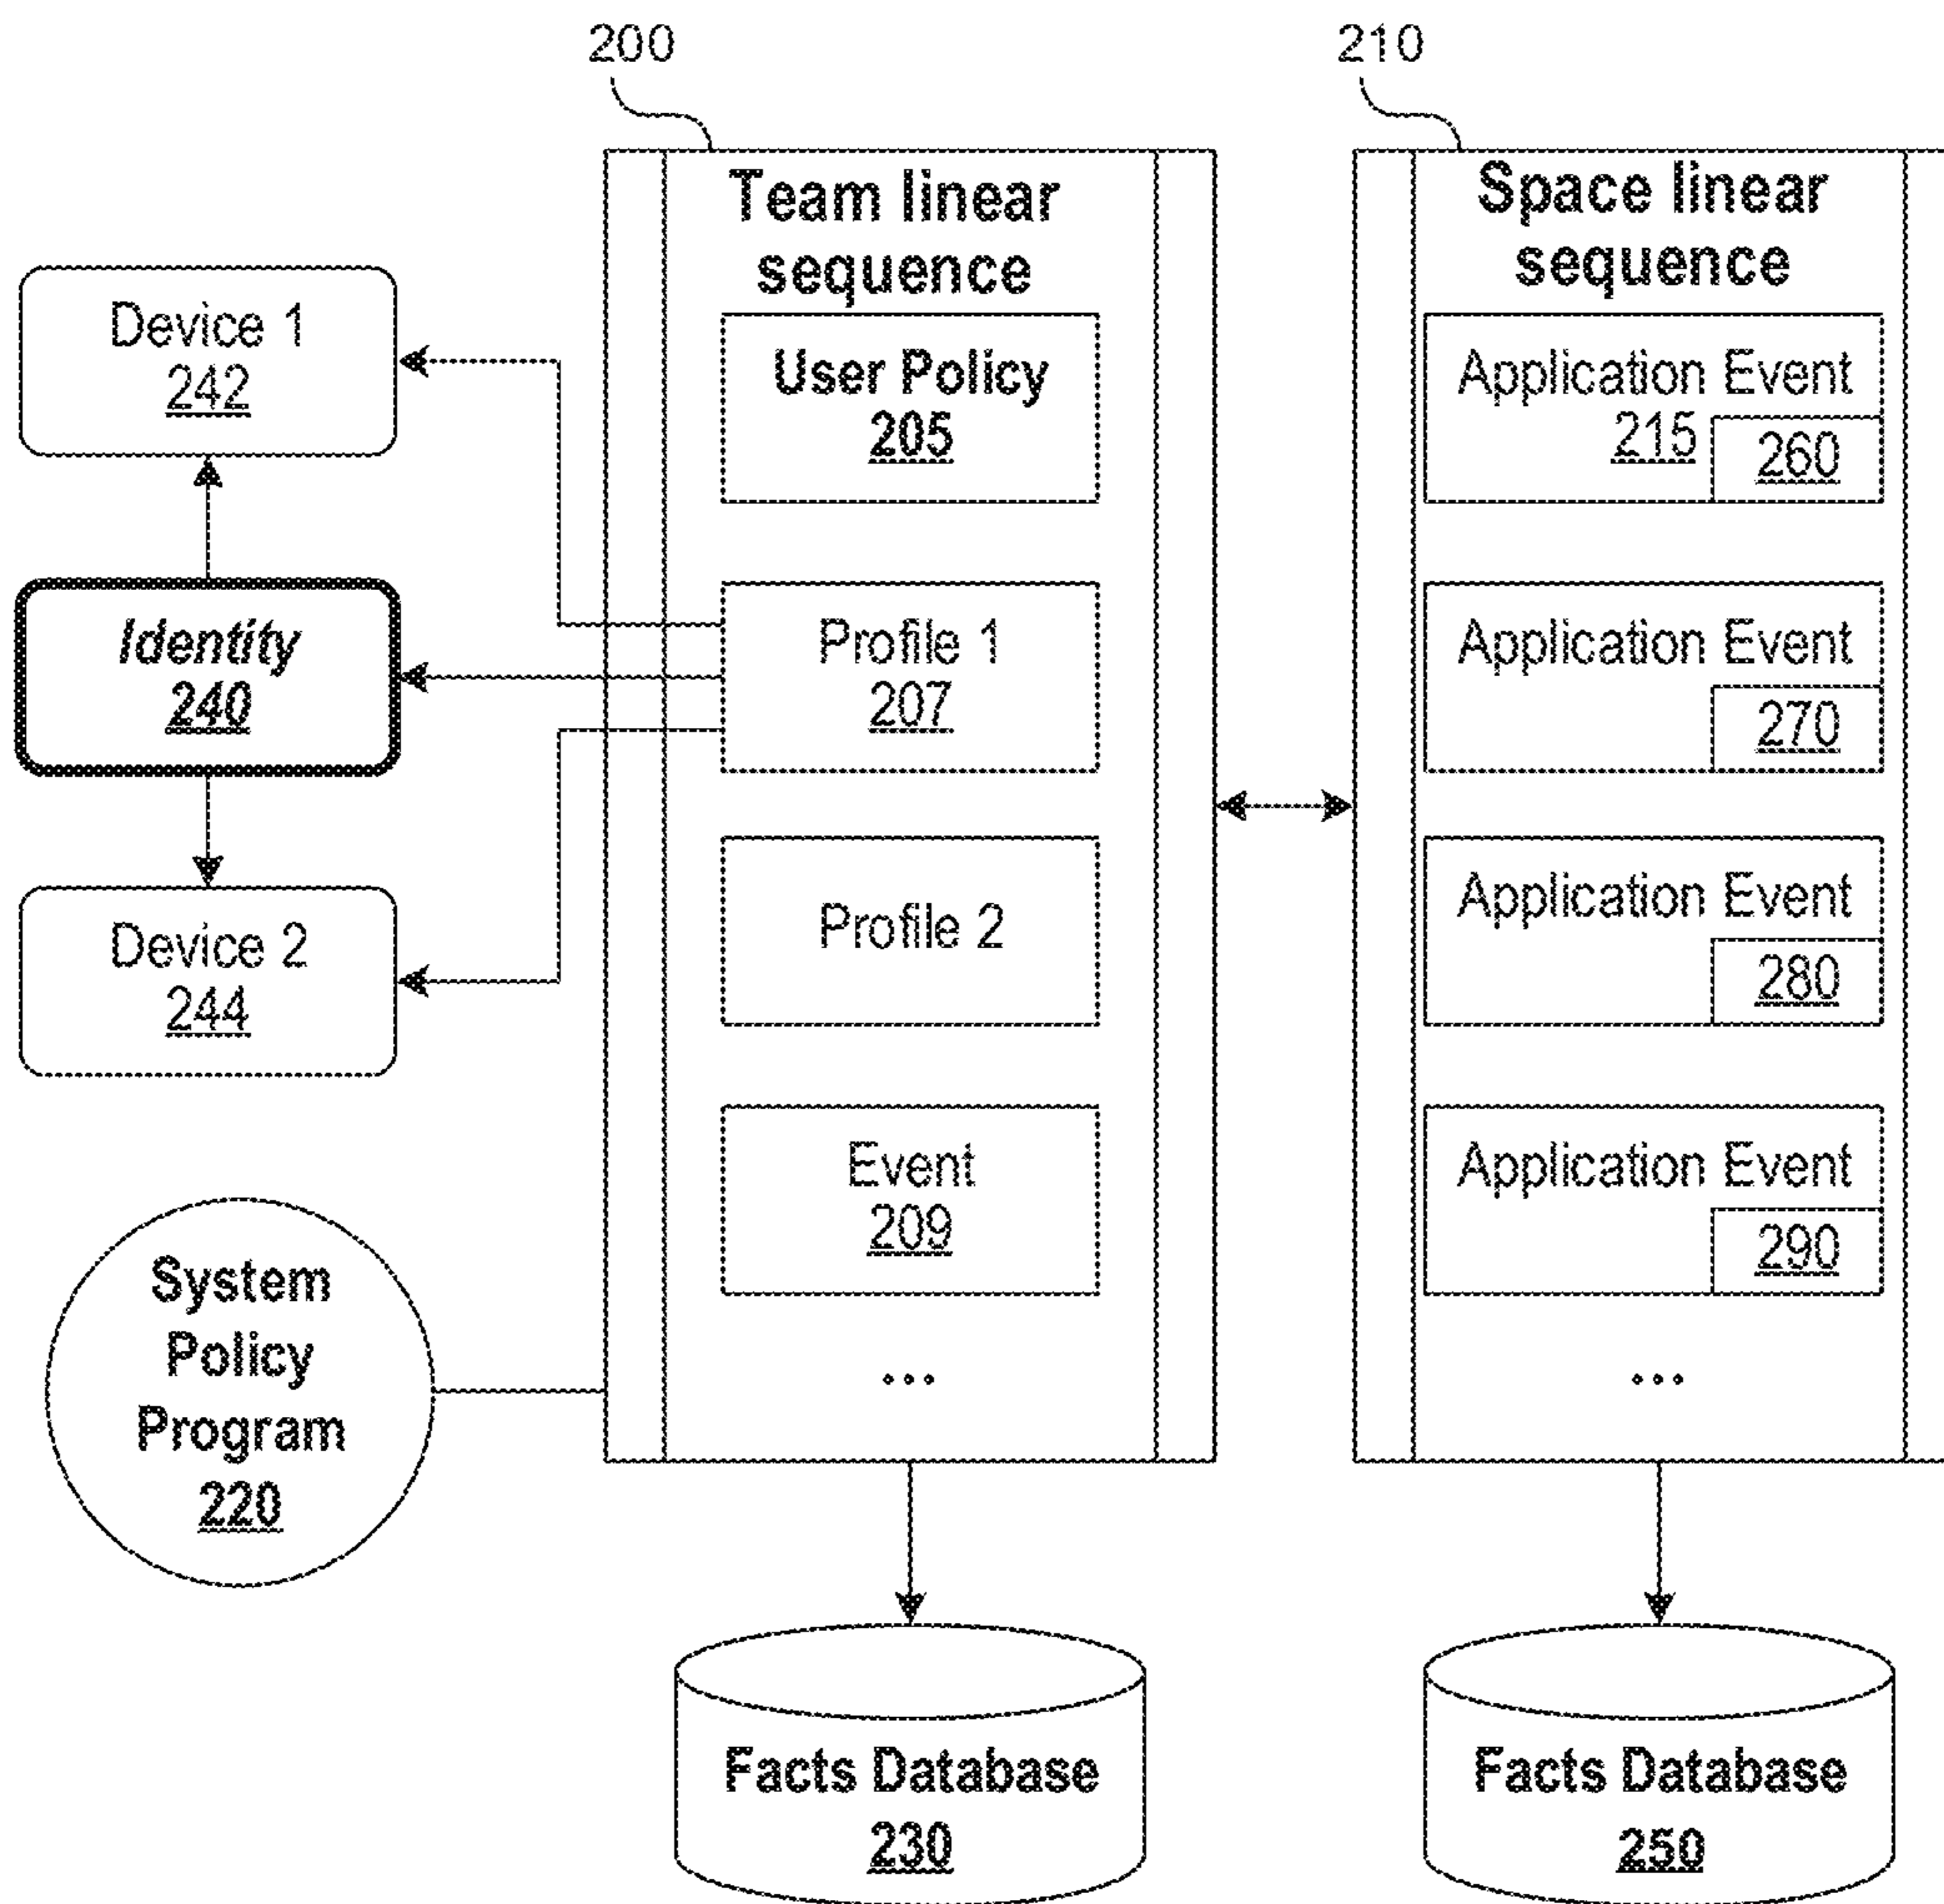 200
210
Team linear
sequence
Space linear
sequence
Device 1
242
Identity
240
Device 2
244
System
Policy
Program
220
User Policy
205
Profile 1
207
Profile 2
Event
209
...
Application Event
215
260
Application Event
270
Application Event
280
Application Event
290
...
Facts Database
230
Facts Database
250